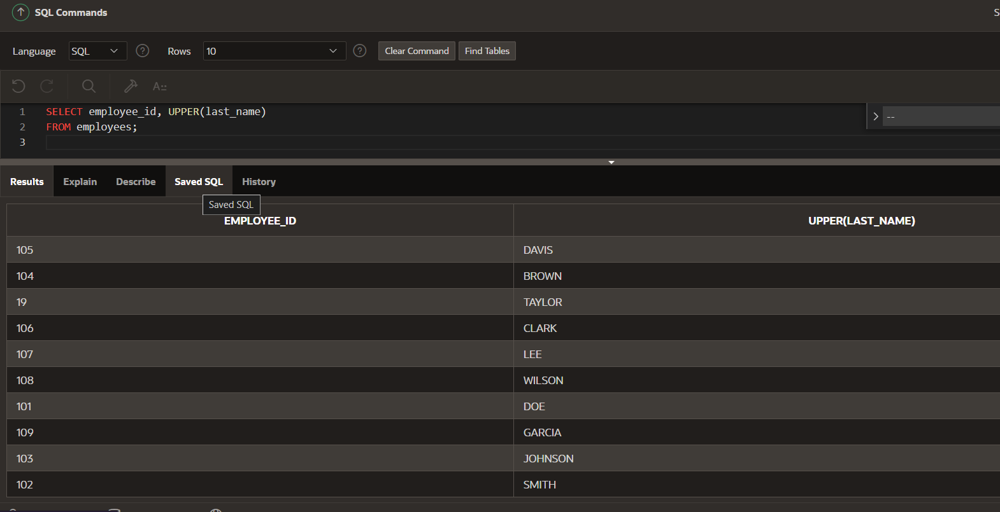 SQL Commands
S
Language SQL ? Rows 10 ? Clear Command Find Tables
A
1 SELECT employee_id, UPPER(last_name)
2 FROM employees;
3
--
Results Explain Describe Saved SQL History
Saved SQL
EMPLOYEE_ID UPPER(LAST_NAME)
105 DAVIS
104 BROWN
19 TAYLOR
106 CLARK
107 LEE
108 WILSON
101 DOE
109 GARCIA
103 JOHNSON
102 SMITH